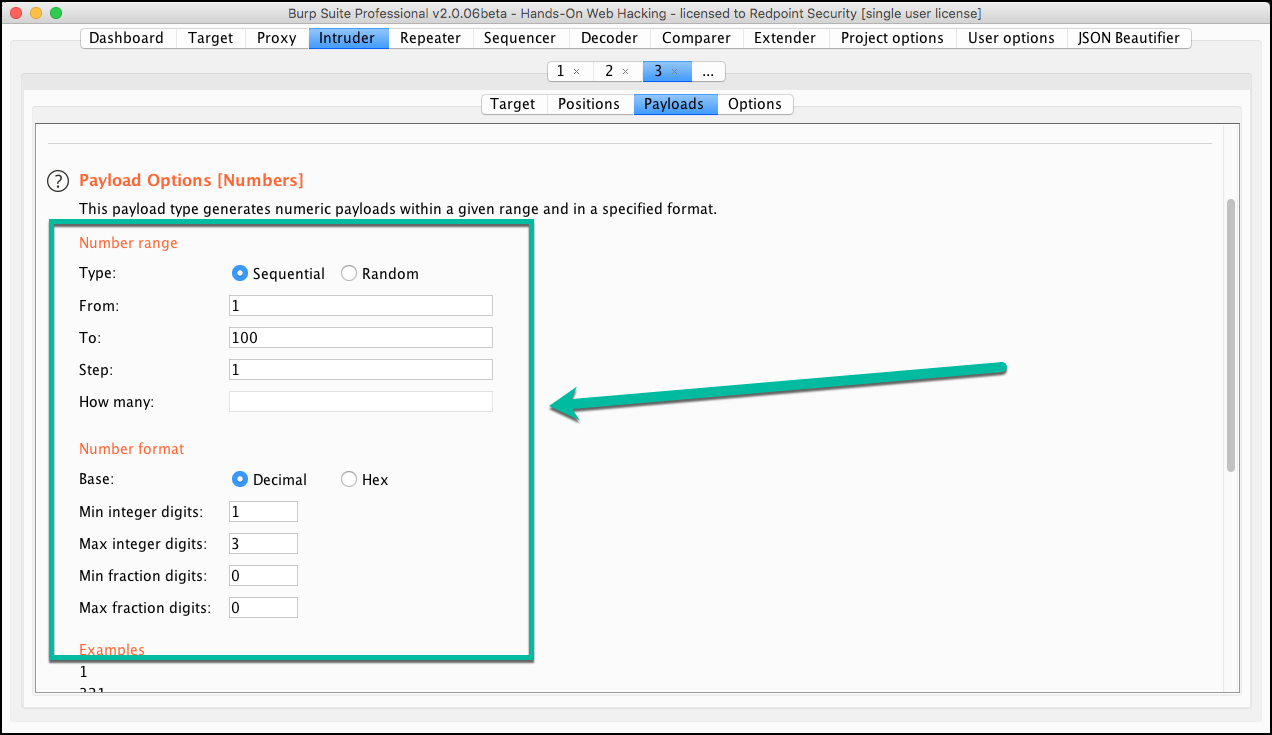 Burp Suite Professional v2.0.06beta - Hands-On Web Hacking - licensed to Redpoint Security [single user license]
Dashboard Target Proxy Intruder Repeater Sequencer Decoder Comparer Extender Project options User options JSON Beautifier
1 × 2 × 3 × ...
Target Positions Payloads Options
? Payload Options [Numbers]
This payload type generates numeric payloads within a given range and in a specified format.
Number range
Type: Sequential Random
From: 1
To: 100
Step: 1
How many:
Number format
Base: Decimal Hex
Min integer digits: 1
Max integer digits: 3
Min fraction digits: 0
Max fraction digits: 0
Examples
1